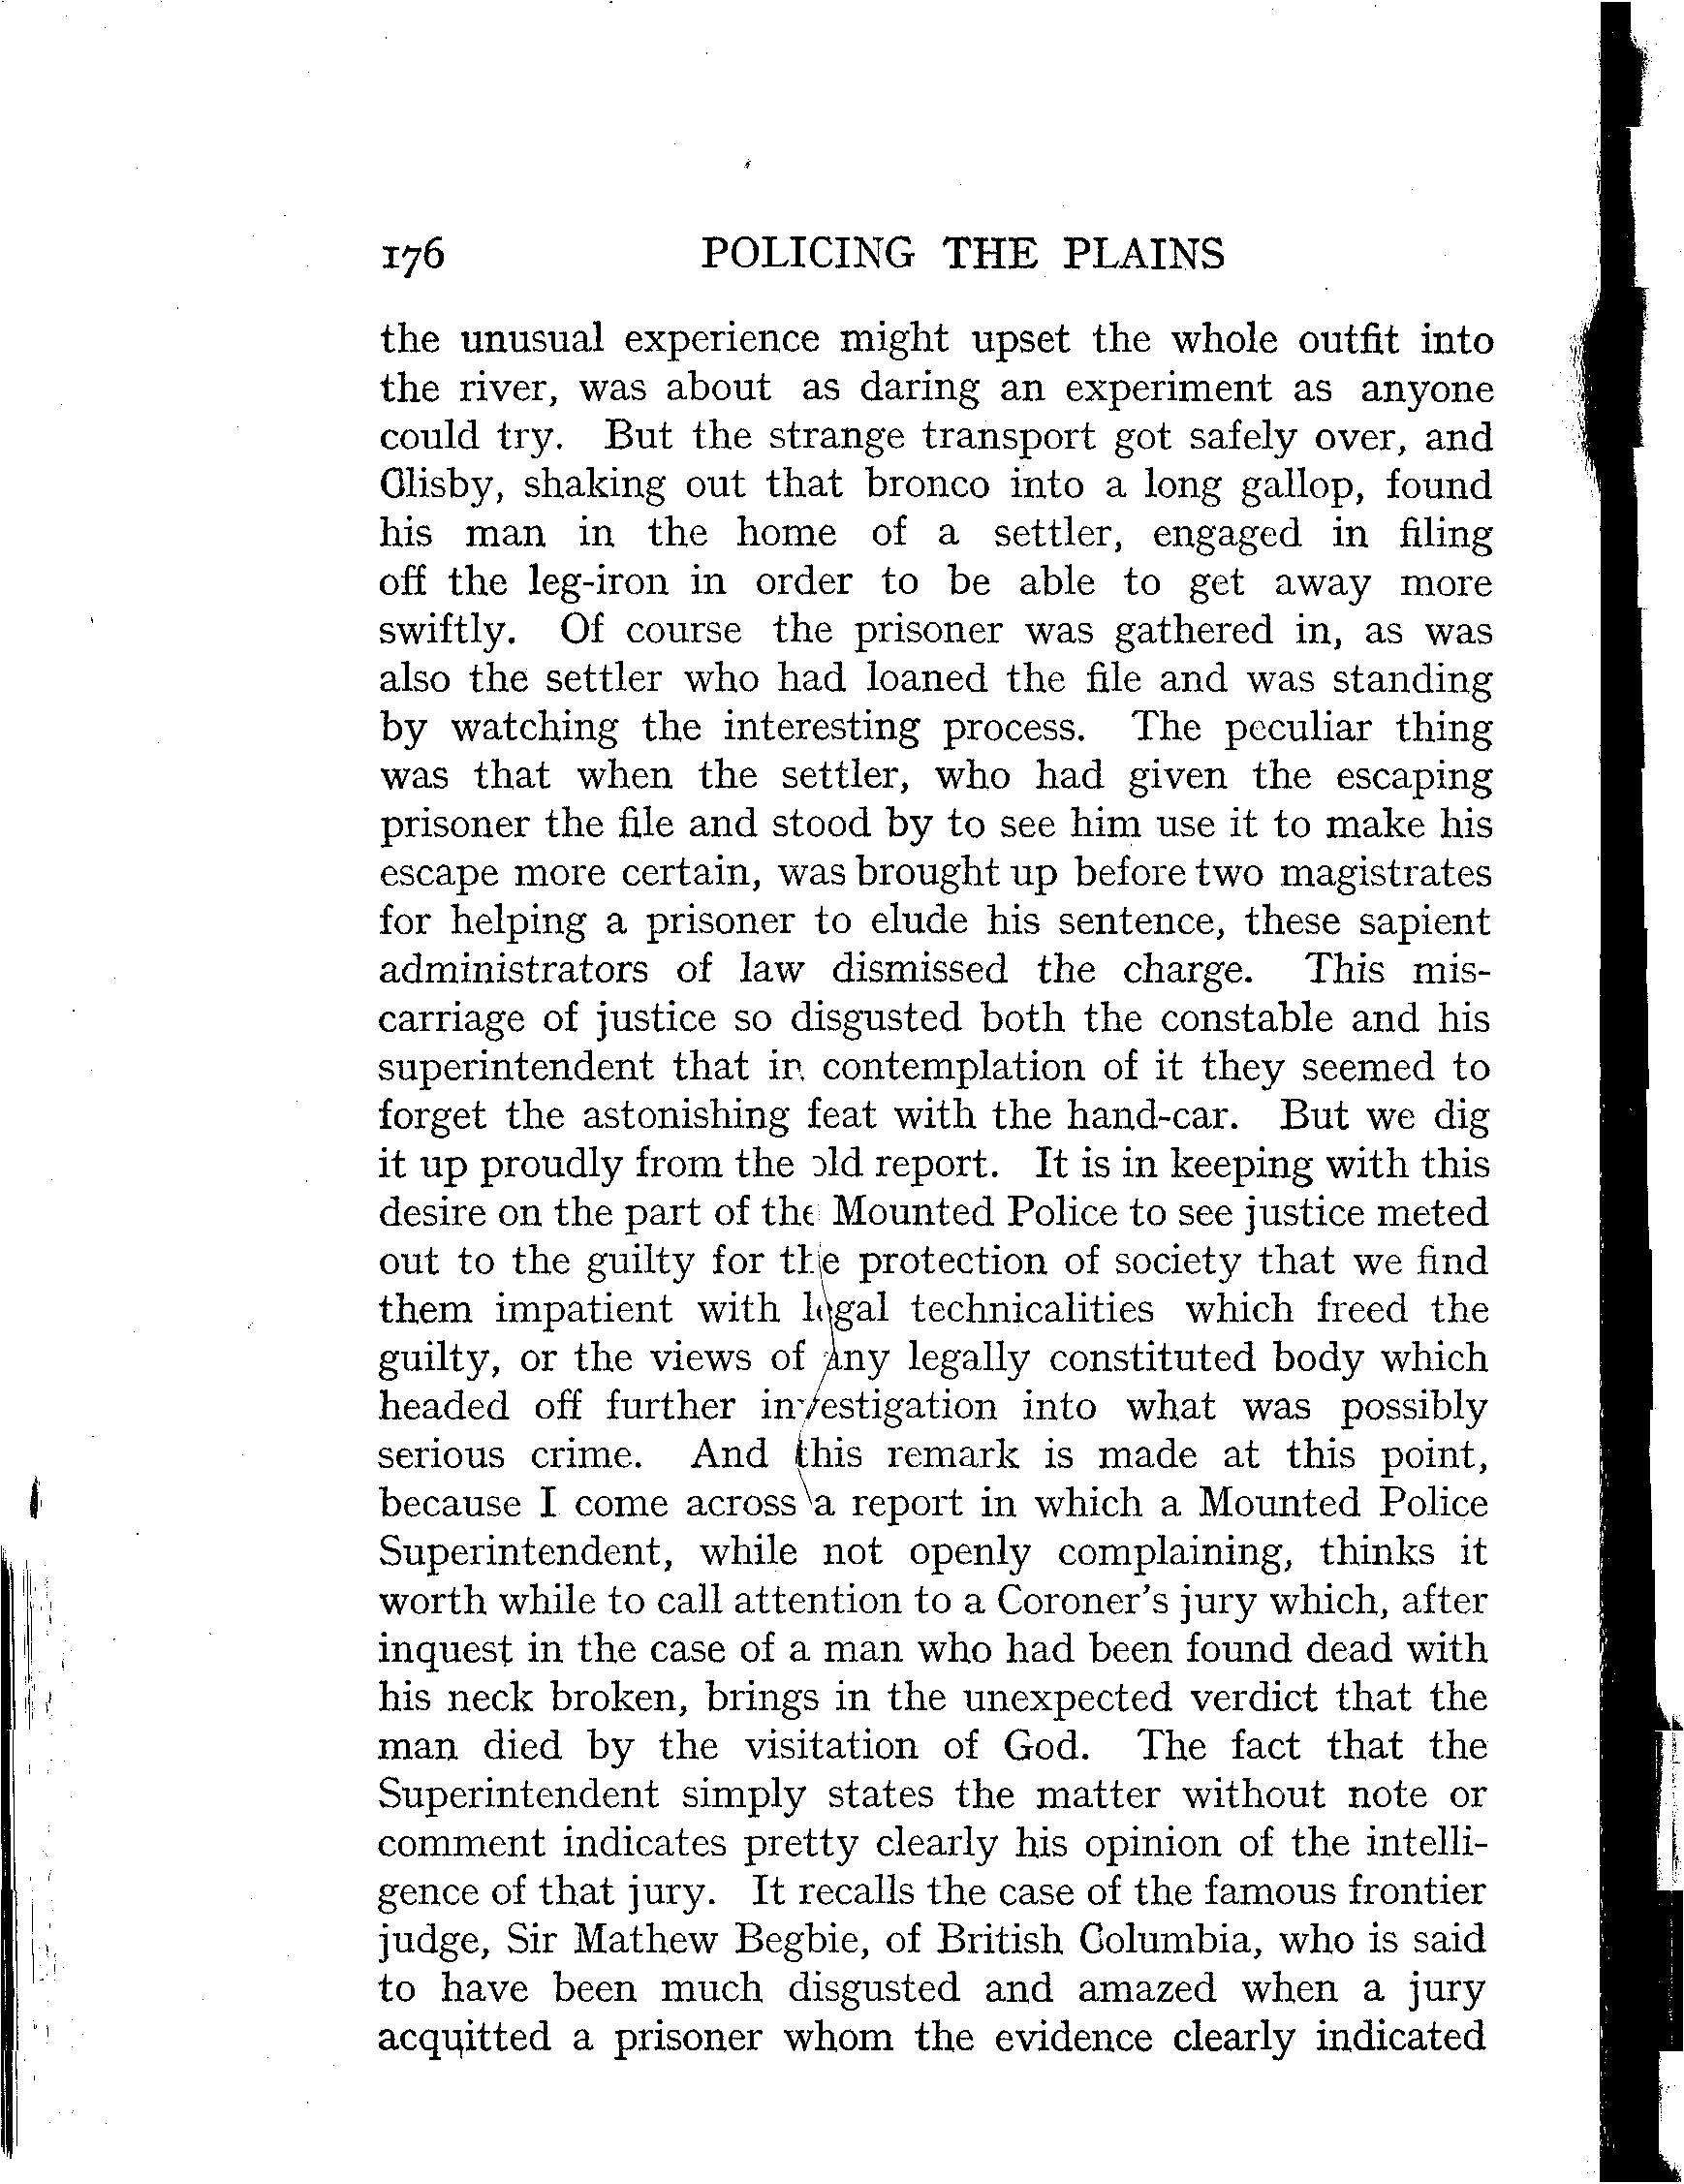 176 POLICING THE PLAINS
the unusual experience might upset the whole outfit into
the river, was about as daring an experiment as anyone
could try. But the strange transport got safely over, and
Olisby, shaking out that bronco into a long gallop, found
his man in the home of a settler, engaged in filing
off the leg-iron in order to be able to get away more
swiftly. Of course the prisoner was gathered in, as was
also the settler who had loaned the file and was standing
by watching the interesting process. The peculiar thing
was that when the settler, who had given the escaping
prisoner the file and stood by to see him use it to make his
escape more certain, was brought up before two magistrates
for helping a prisoner to elude his sentence, these sapient
administrators of law dismissed the charge. This mis-
carriage of justice so disgusted both the constable and his
superintendent that in contemplation of it they seemed to
forget the astonishing feat with the hand-car. But we dig
it up proudly from the old report. It is in keeping with this
desire on the part of the Mounted Police to see justice meted
out to the guilty for the protection of society that we find
them impatient with legal technicalities which freed the
guilty, or the views of any legally constituted body which
headed off further investigation into what was possibly
serious crime. And this remark is made at this point,
because I come across a report in which a Mounted Police
Superintendent, while not openly complaining, thinks it
worth while to call attention to a Coroner's jury which, after
inquest in the case of a man who had been found dead with
his neck broken, brings in the unexpected verdict that the
man died by the visitation of God. The fact that the
Superintendent simply states the matter without note or
comment indicates pretty clearly his opinion of the intelli-
gence of that jury. It recalls the case of the famous frontier
judge, Sir Mathew Begbie, of British Columbia, who is said
to have been much disgusted and amazed when a jury
acquitted a prisoner whom the evidence clearly indicated